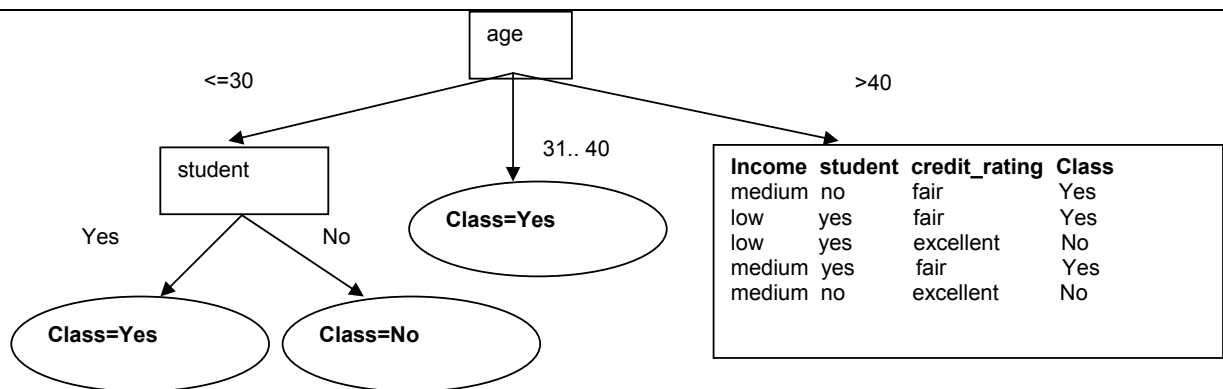 age
<=30
>40
31.. 40
student
Income student credit_rating Class
medium no fair Yes
low yes fair Yes
low yes excellent No
medium yes fair Yes
medium no excellent No
Class=Yes
Yes
No
Class=Yes
Class=No